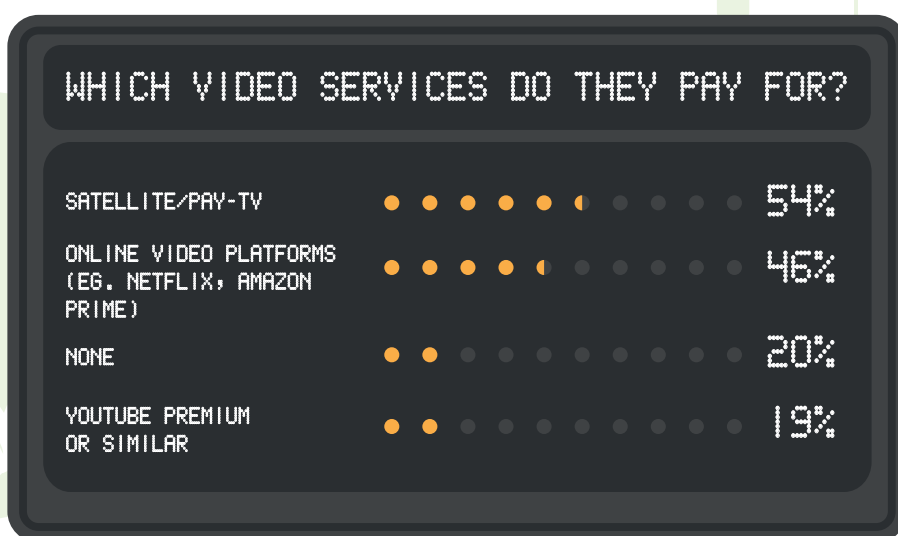 WHICH VIDEO SERVICES DO THEY PAY FOR?
SATELLITE/PAY-TV 54%
ONLINE VIDEO PLATFORMS
(EG. NETFLIX, AMAZON
PRIME) 46%
NONE 20%
YOUTUBE PREMIUM
OR SIMILAR 19%